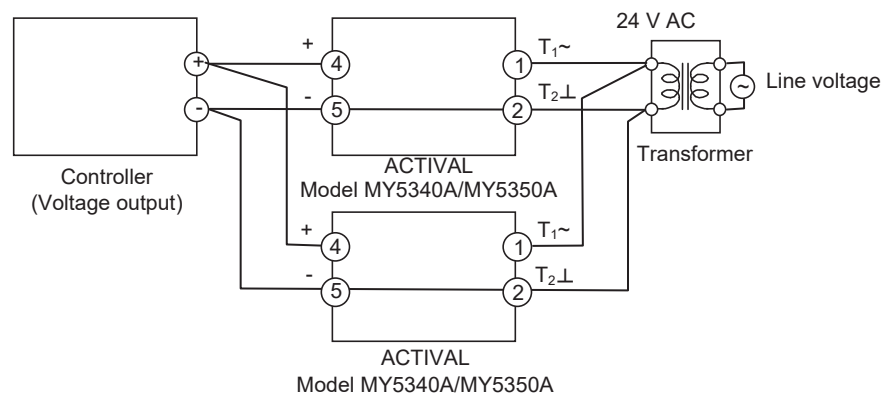 24 V AC
+ 4 1 T₁~
+
- 5 2 T₂⊥
-
~ Line voltage
Transformer
Controller
(Voltage output)
ACTIVAL
Model MY5340A/MY5350A
+ 4 1 T₁~
- 5 2 T₂⊥
ACTIVAL
Model MY5340A/MY5350A